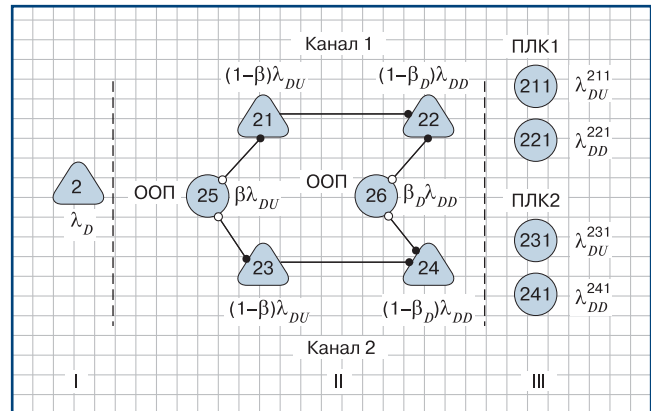 Канал 1
ПЛК1
(1–β)λ_DU
(1–β_D)λ_DD
211
λ_DU^211
21
22
221
λ_DD^221
2
ООП
25
βλ_DU
ООП
26
β_Dλ_DD
ПЛК2
λ_D
231
λ_DU^231
23
24
241
λ_DD^241
(1–β)λ_DU
(1–β_D)λ_DD
Канал 2
I
II
III